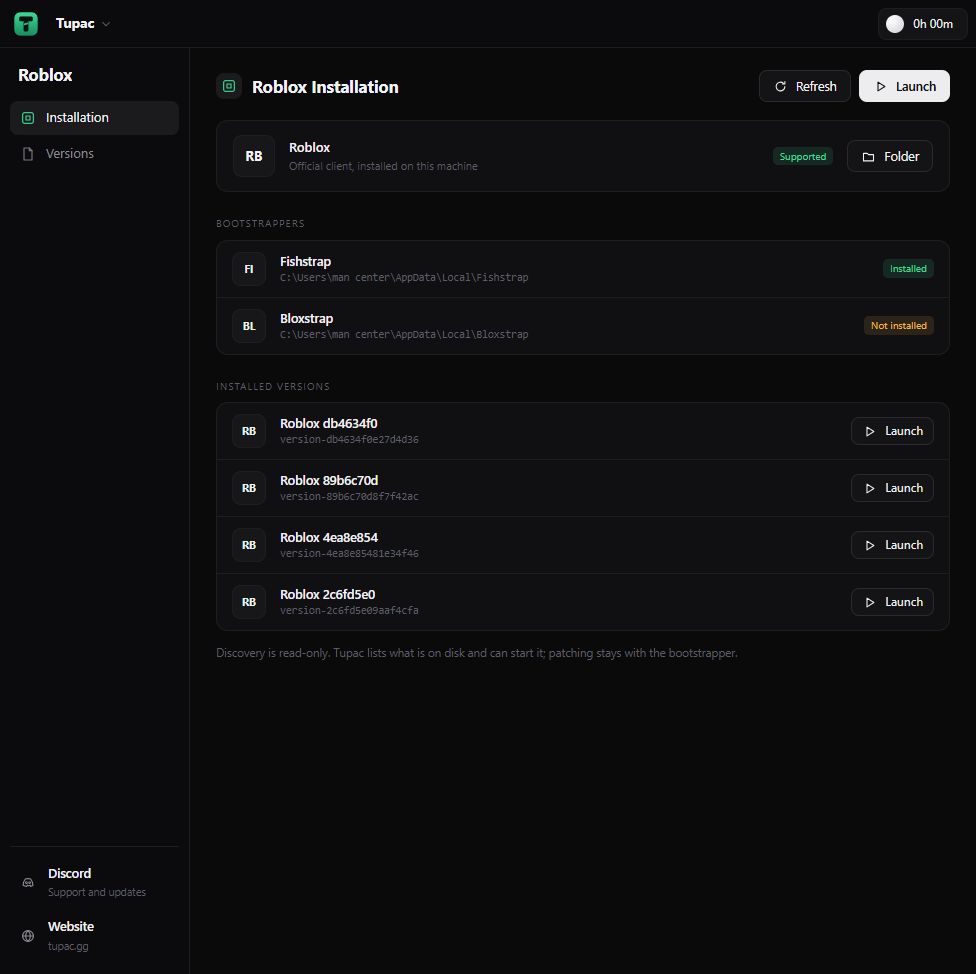 Tupac
0h 00m
Roblox
Installation
Versions
Roblox Installation
Refresh
Launch
RB
Roblox
Official client, installed on this machine
Supported
Folder
BOOTSTRAPPERS
FI
Fishstrap
C:\Users\man center\AppData\Local\Fishstrap
Installed
BL
Bloxstrap
C:\Users\man center\AppData\Local\Bloxstrap
Not installed
INSTALLED VERSIONS
RB
Roblox db4634f0
version-db4634f0e27d4d36
Launch
RB
Roblox 89b6c70d
version-89b6c70d8f7f42ac
Launch
RB
Roblox 4ea8e854
version-4ea8e85481e34f46
Launch
RB
Roblox 2c6fd5e0
version-2c6fd5e09aaf4cfa
Launch
Discovery is read-only. Tupac lists what is on disk and can start it; patching stays with the bootstrapper.
Discord
Support and updates
Website
tupac.gg